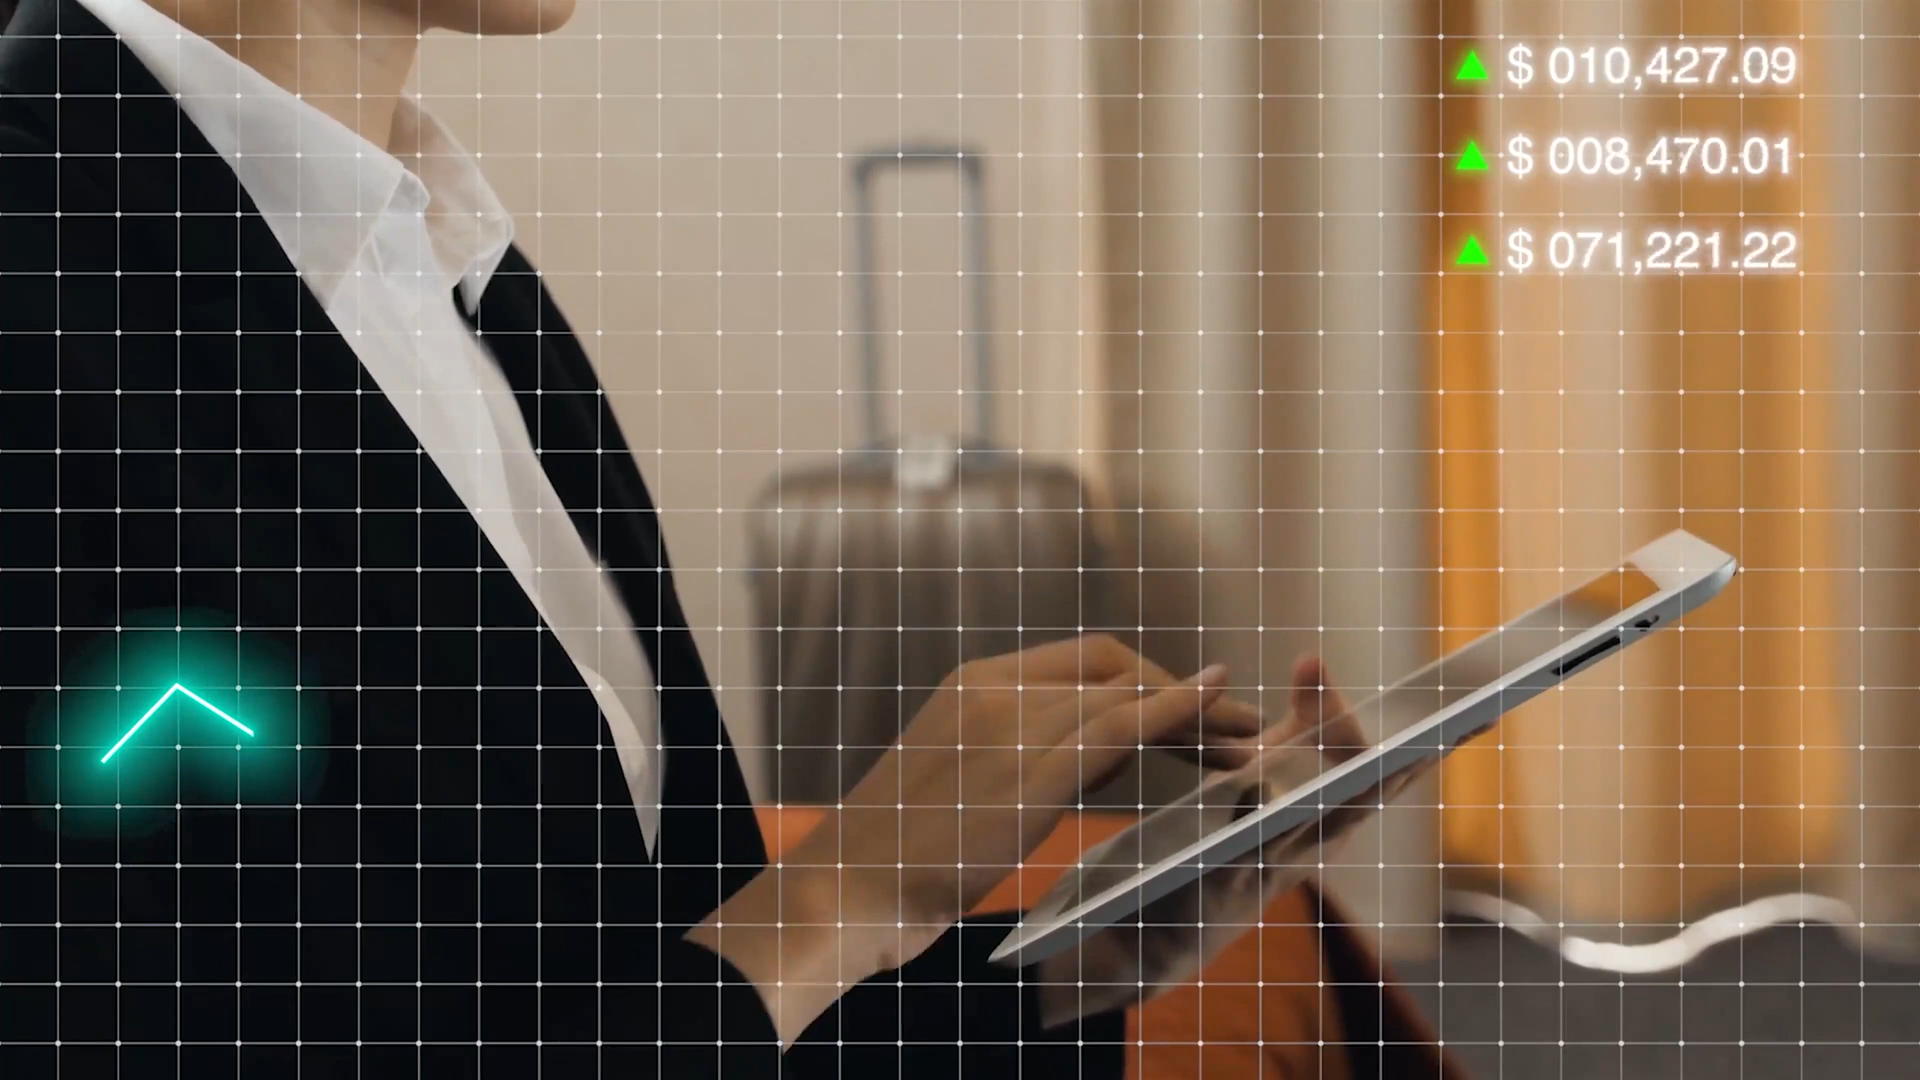 ▲ $ 010,427.09
▲ $ 008,470.01
▲ $ 071,221.22